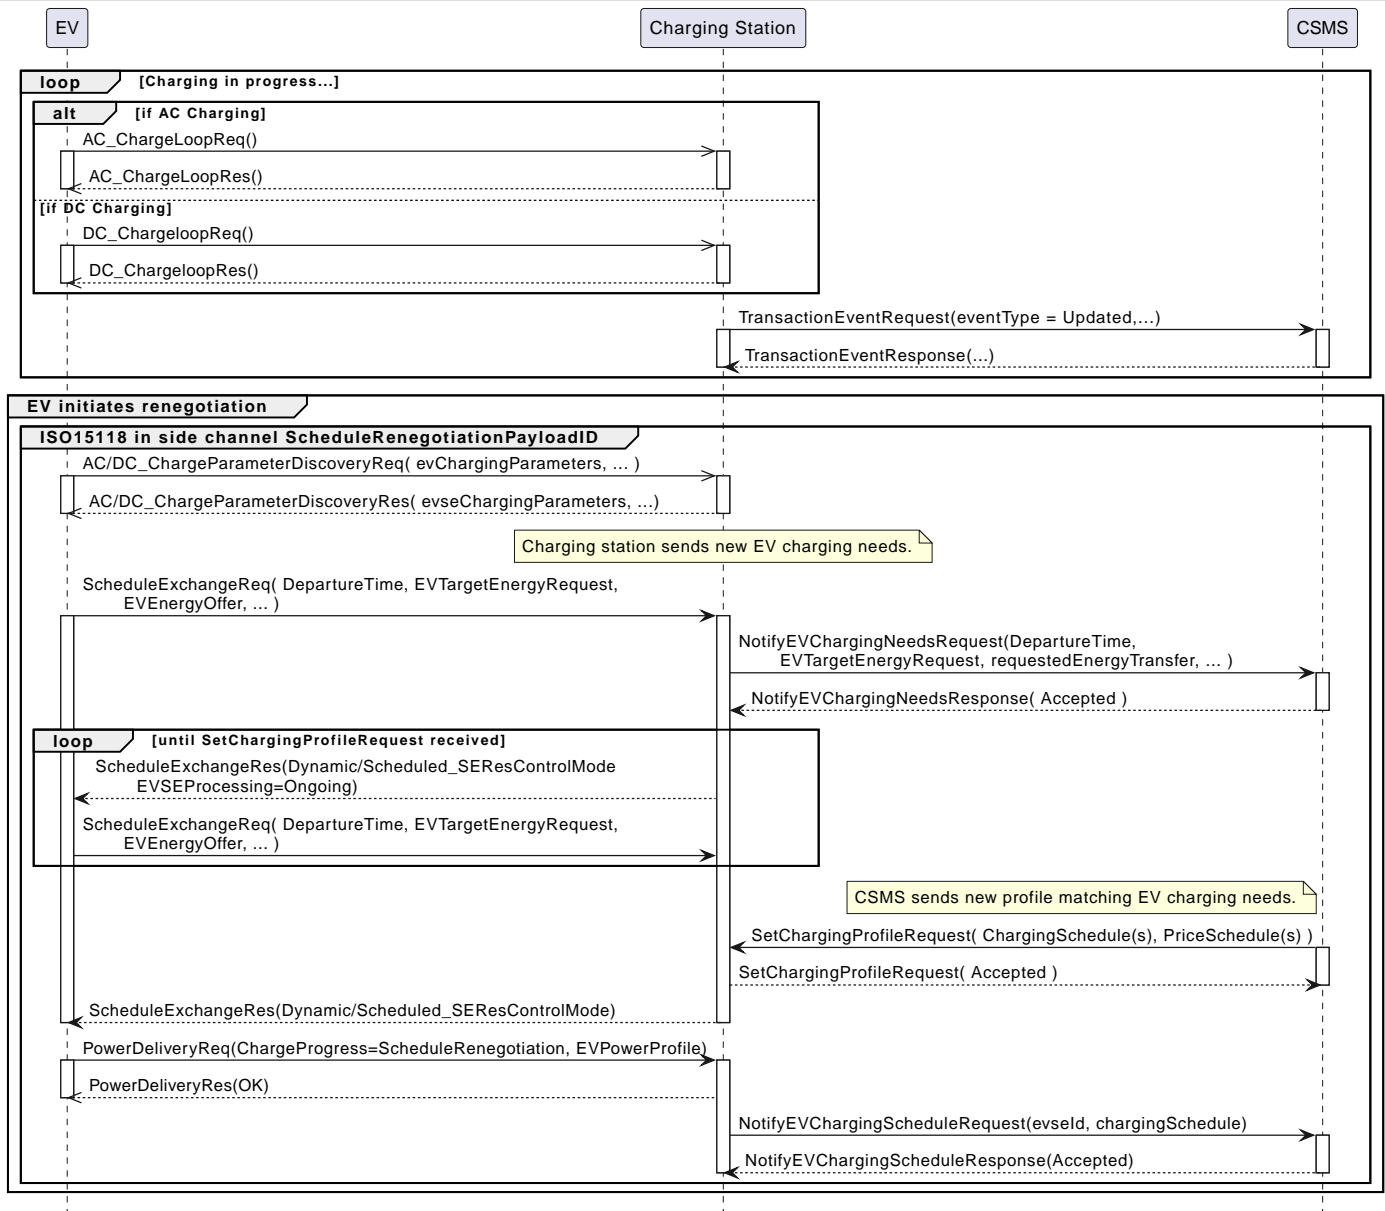 EV
Charging Station
CSMS
loop
[Charging in progress...]
alt
[if AC Charging]
AC_ChargeLoopReq()
AC_ChargeLoopRes()
[if DC Charging]
DC_ChargeloopReq()
DC_ChargeloopRes()
TransactionEventRequest(eventType = Updated,...)
TransactionEventResponse(...)
EV initiates renegotiation
ISO15118 in side channel ScheduleRenegotiationPayloadID
AC/DC_ChargeParameterDiscoveryReq( evChargingParameters, ... )
AC/DC_ChargeParameterDiscoveryRes( evseChargingParameters, ...)
Charging station sends new EV charging needs.
ScheduleExchangeReq( DepartureTime, EVTargetEnergyRequest,
EVEnergyOffer, ... )
NotifyEVChargingNeedsRequest(DepartureTime,
EVTargetEnergyRequest, requestedEnergyTransfer, ... )
NotifyEVChargingNeedsResponse( Accepted )
loop
[until SetChargingProfileRequest received]
ScheduleExchangeRes(Dynamic/Scheduled_SEResControlMode
EVSEProcessing=Ongoing)
ScheduleExchangeReq( DepartureTime, EVTargetEnergyRequest,
EVEnergyOffer, ... )
CSMS sends new profile matching EV charging needs.
SetChargingProfileRequest( ChargingSchedule(s), PriceSchedule(s) )
SetChargingProfileRequest( Accepted )
ScheduleExchangeRes(Dynamic/Scheduled_SEResControlMode)
PowerDeliveryReq(ChargeProgress=ScheduleRenegotiation, EVPowerProfile)
PowerDeliveryRes(OK)
NotifyEVChargingScheduleRequest(evseId, chargingSchedule)
NotifyEVChargingScheduleResponse(Accepted)